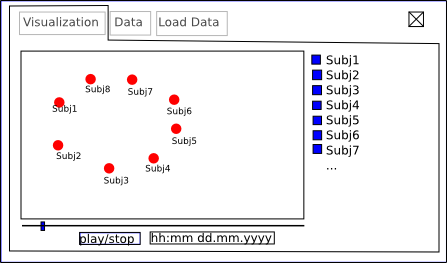 Visualization Data Load Data
Subj8
Subj7
Subj1
Subj6
Subj5
Subj2
Subj4
Subj3
Subj1
Subj2
Subj3
Subj4
Subj5
Subj6
Subj7
...
play/stop hh:mm dd.mm.yyyy